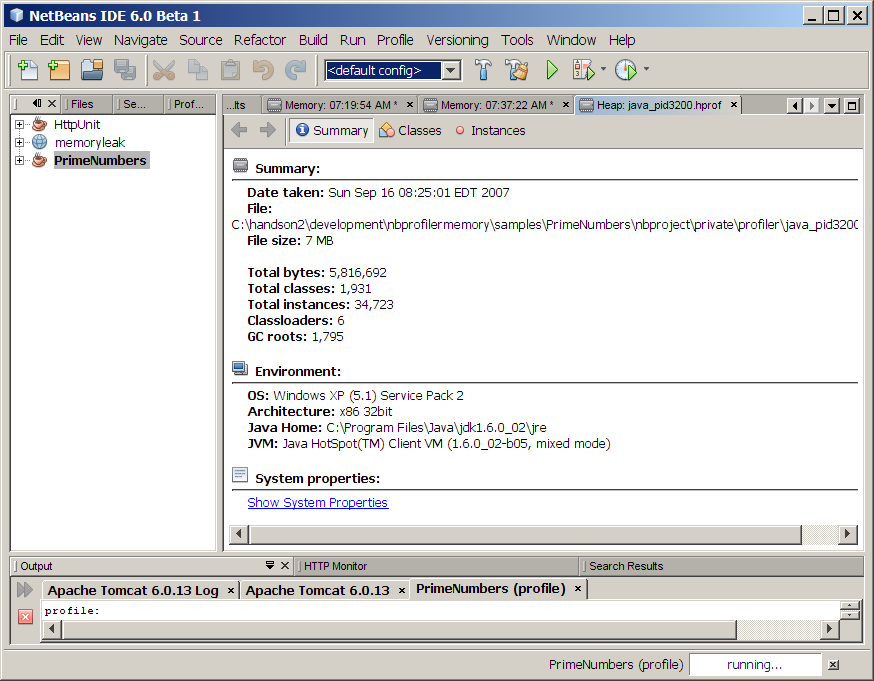 NetBeans IDE 6.0 Beta 1
File Edit View Navigate Source Refactor Build Run Profile Versioning Tools Window Help
<default config>
Files Se... Prof...
...lts Memory: 07:19:54 AM * Memory: 07:37:22 AM * Heap: java_pid3200.hprof
Summary Classes Instances
HttpUnit
memoryleak
PrimeNumbers
Summary:
Date taken: Sun Sep 16 08:25:01 EDT 2007
File:
C:\handson2\development\nbprofilermemory\samples\PrimeNumbers\nbproject\private\profiler\java_pid3200
File size: 7 MB
Total bytes: 5,816,692
Total classes: 1,931
Total instances: 34,723
Classloaders: 6
GC roots: 1,795
Environment:
OS: Windows XP (5.1) Service Pack 2
Architecture: x86 32bit
Java Home: C:\Program Files\Java\jdk1.6.0_02\jre
JVM: Java HotSpot(TM) Client VM (1.6.0_02-b05, mixed mode)
System properties:
Show System Properties
Output HTTP Monitor Search Results
Apache Tomcat 6.0.13 Log Apache Tomcat 6.0.13 PrimeNumbers (profile)
profile:
PrimeNumbers (profile) running...